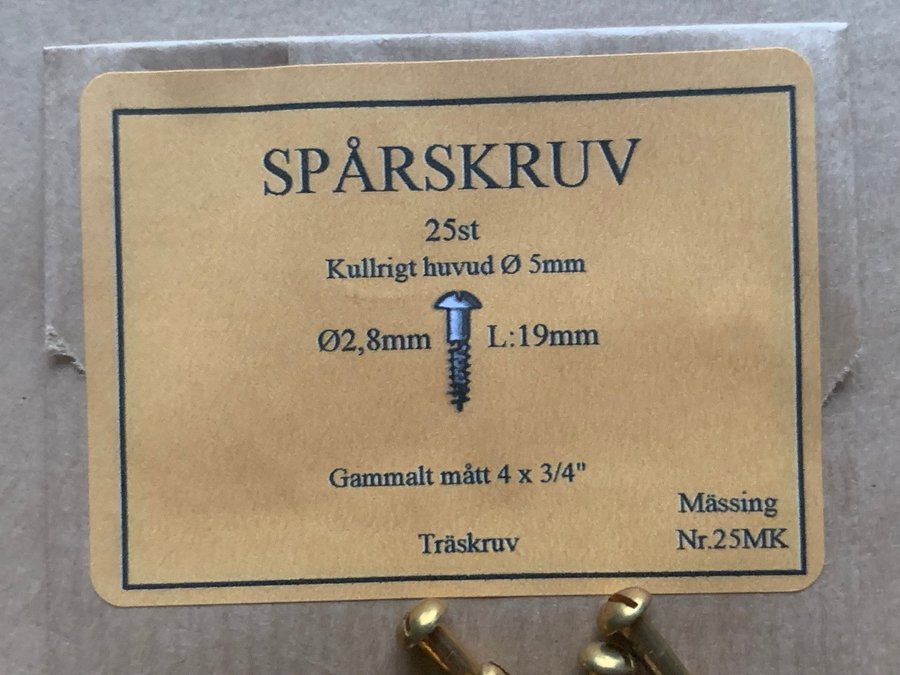 SPÅRSKRUV
25st
Kullrigt huvud Ø 5mm
Ø2,8mm L:19mm
Gammalt mått 4 x 3/4"
Mässing
Träskruv Nr.25MK